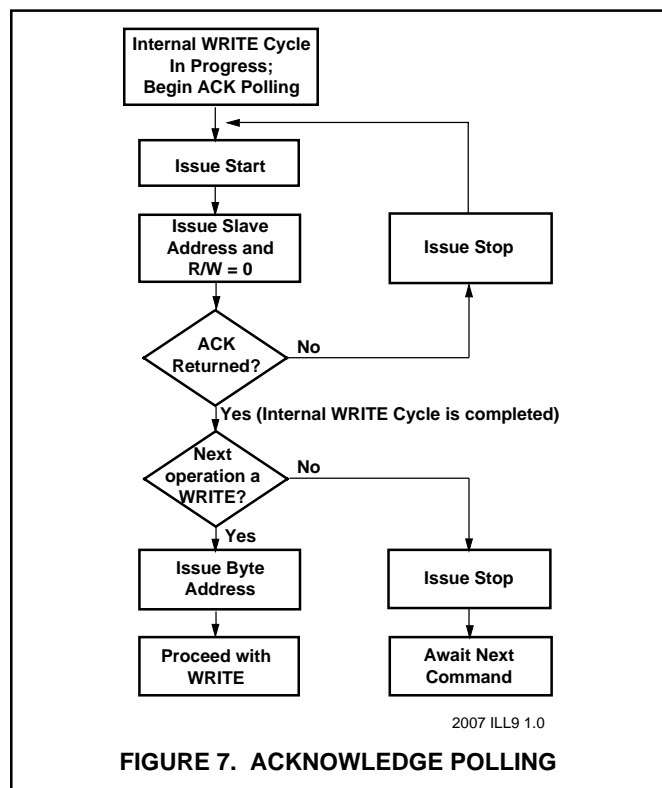 Internal WRITE Cycle
In Progress;
Begin ACK Polling
Issue Start
Issue Slave
Address and
R/W = 0
Issue Stop
ACK
Returned?
No
Yes (Internal WRITE Cycle is completed)
Next
operation a
WRITE?
No
Yes
Issue Byte
Address
Issue Stop
Proceed with
WRITE
Await Next
Command
2007 ILL9 1.0
FIGURE 7. ACKNOWLEDGE POLLING